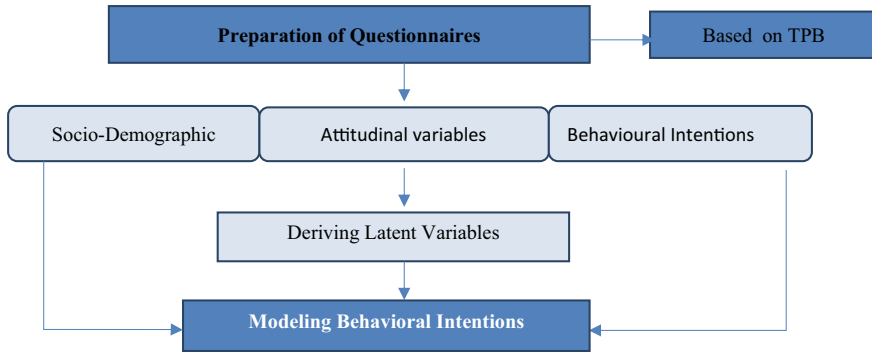 Preparation of Questionnaires
Based on TPB
Socio-Demographic
Attitudinal variables
Behavioural Intentions
Deriving Latent Variables
Modeling Behavioral Intentions